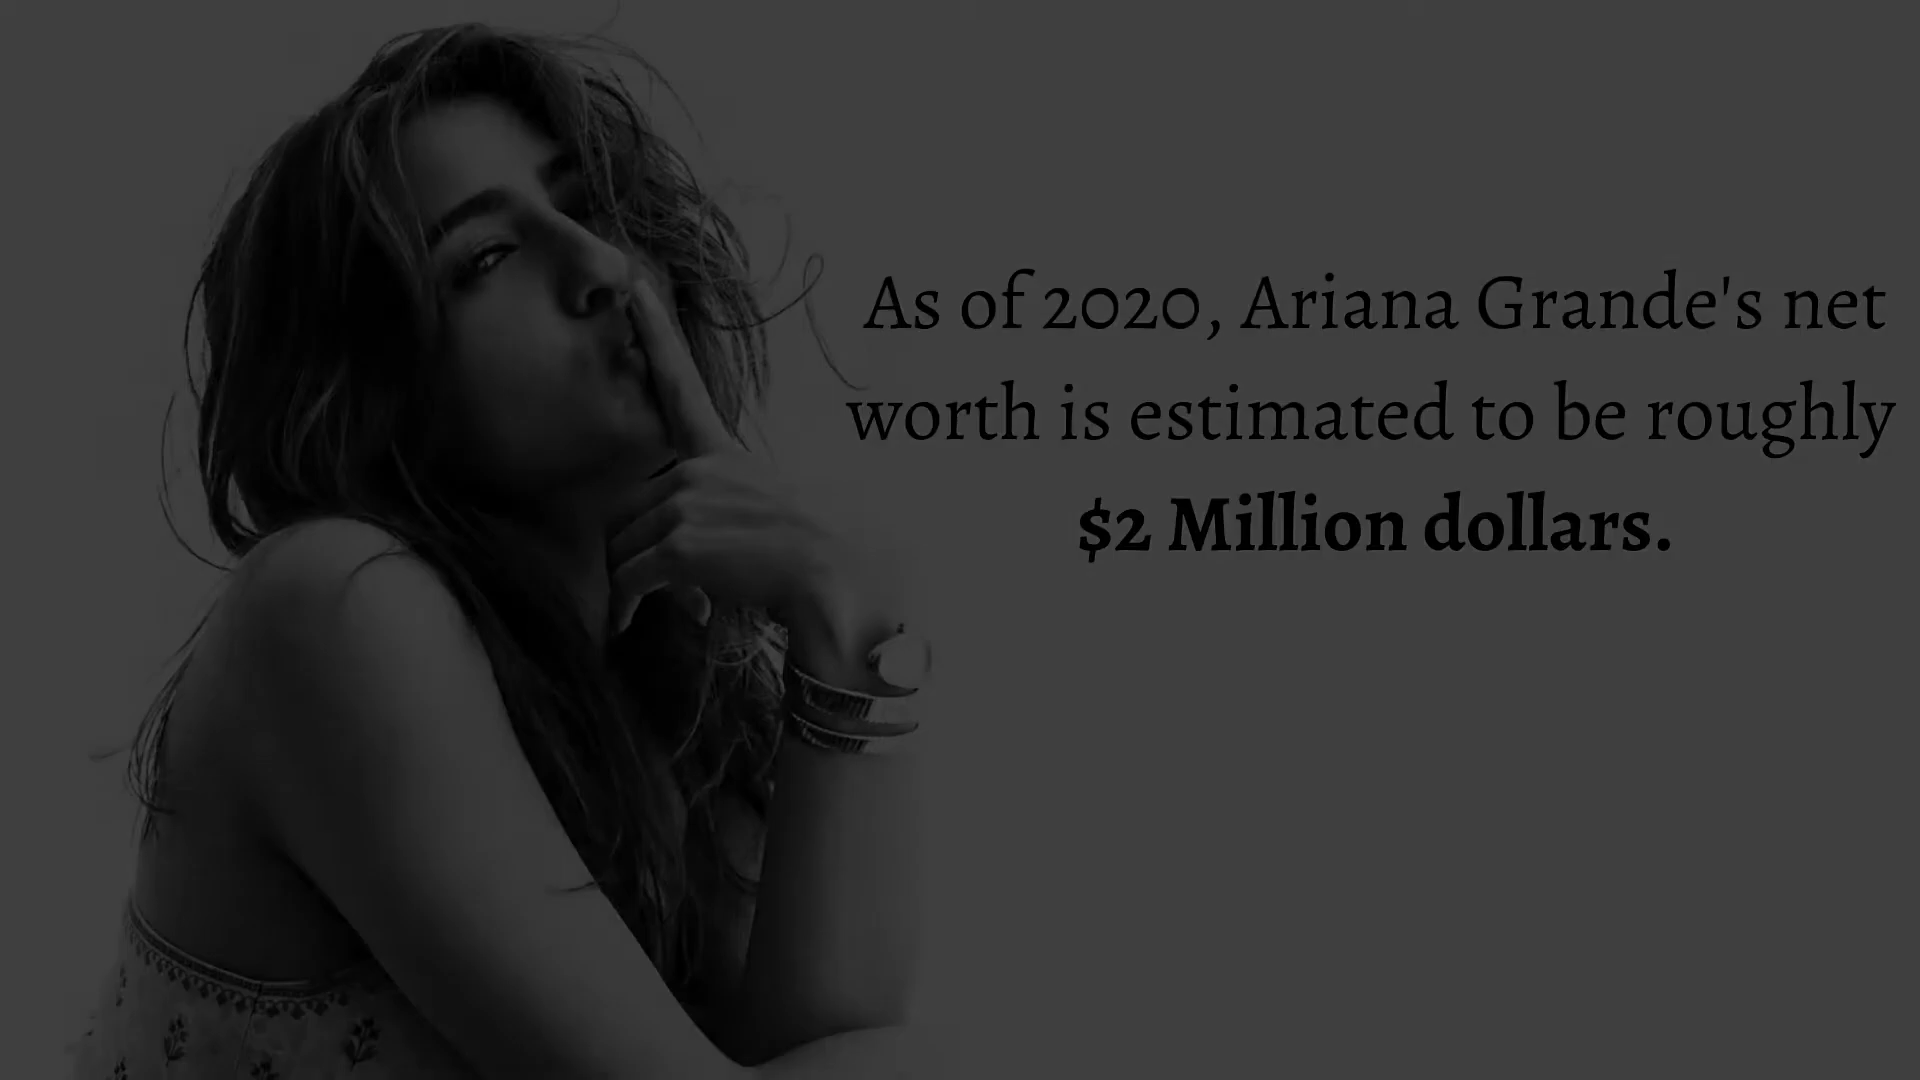 As of 2020, Ariana Grande's net
worth is estimated to be roughly
$2 Million dollars.